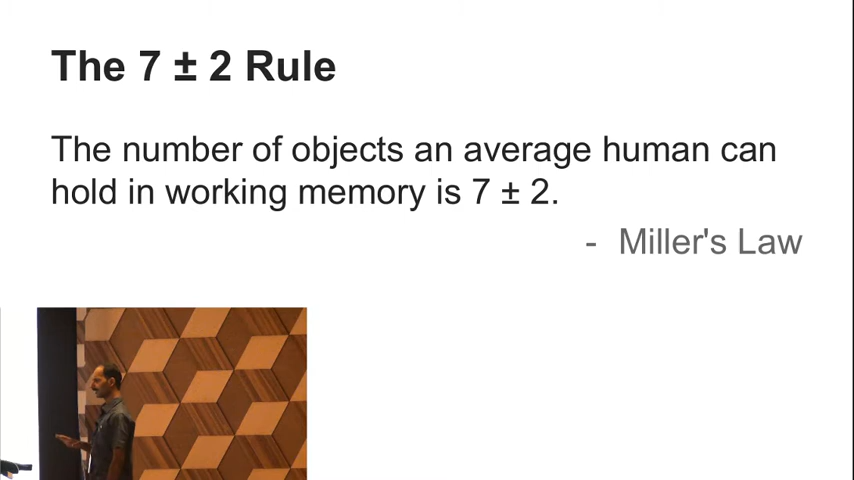 The 7 ± 2 Rule
The number of objects an average human can
hold in working memory is 7 ± 2.
- Miller's Law